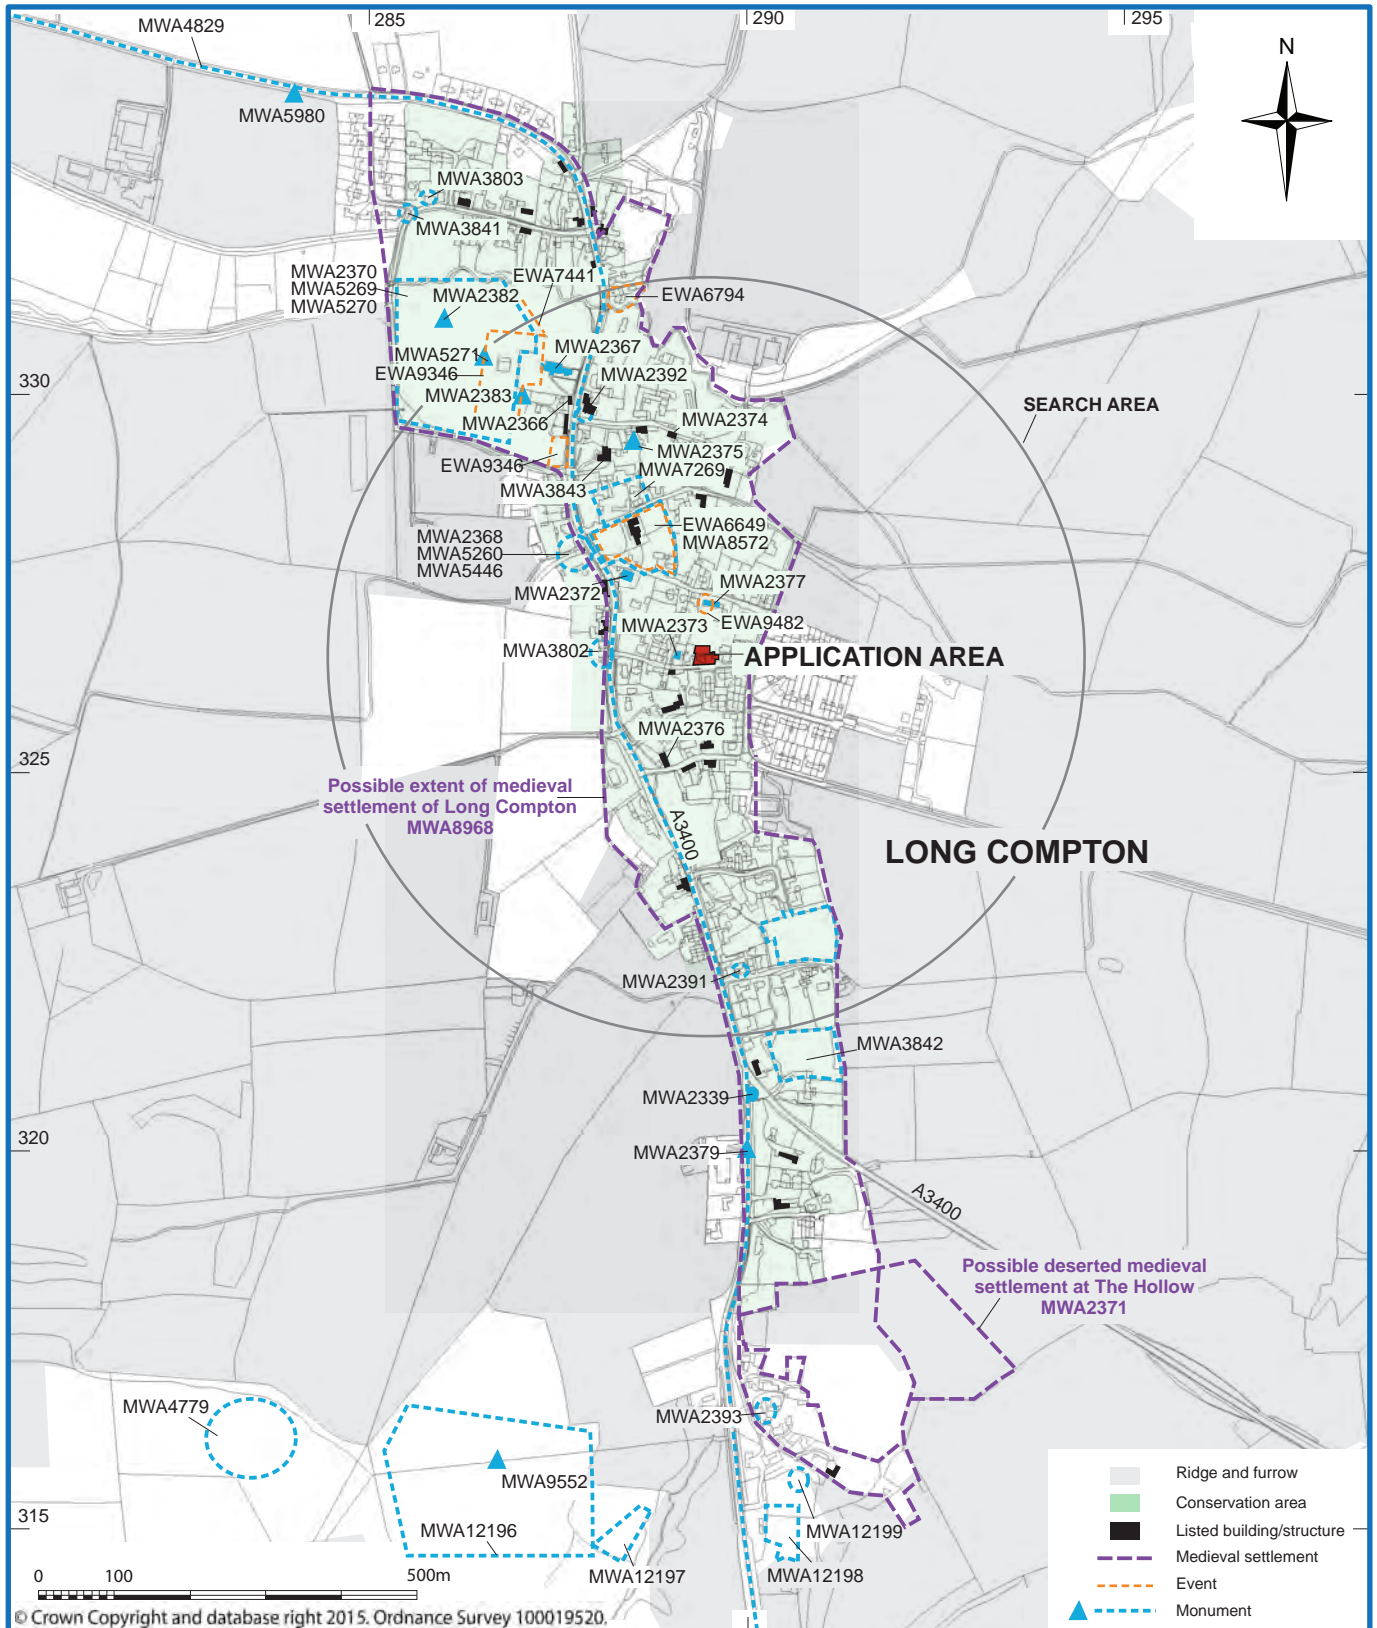 285
290
295
MWA4829
N
MWA5980
MWA3803
MWA3841
MWA2370
MWA5269
MWA5270
MWA2382
EWA7441
EWA6794
MWA5271
MWA2367
EWA9346
MWA2392
330
MWA2383
SEARCH AREA
MWA2366
MWA2374
MWA2375
EWA9346
MWA7269
MWA3843
EWA6649
MWA8572
MWA2368
MWA5260
MWA5446
MWA2372
MWA2377
EWA9482
MWA2373
MWA3802
APPLICATION AREA
MWA2376
325
Possible extent of medieval
settlement of Long Compton
MWA8968
A3400
LONG COMPTON
MWA2391
MWA3842
MWA2339
320
MWA2379
A3400
Possible deserted medieval
settlement at The Hollow
MWA2371
MWA4779
MWA2393
MWA9552
315
MWA12196
MWA12199
MWA12197
MWA12198
Ridge and furrow
Conservation area
Listed building/structure
Medieval settlement
Event
Monument
0 100 500m
© Crown Copyright and database right 2015. Ordnance Survey 100019520.